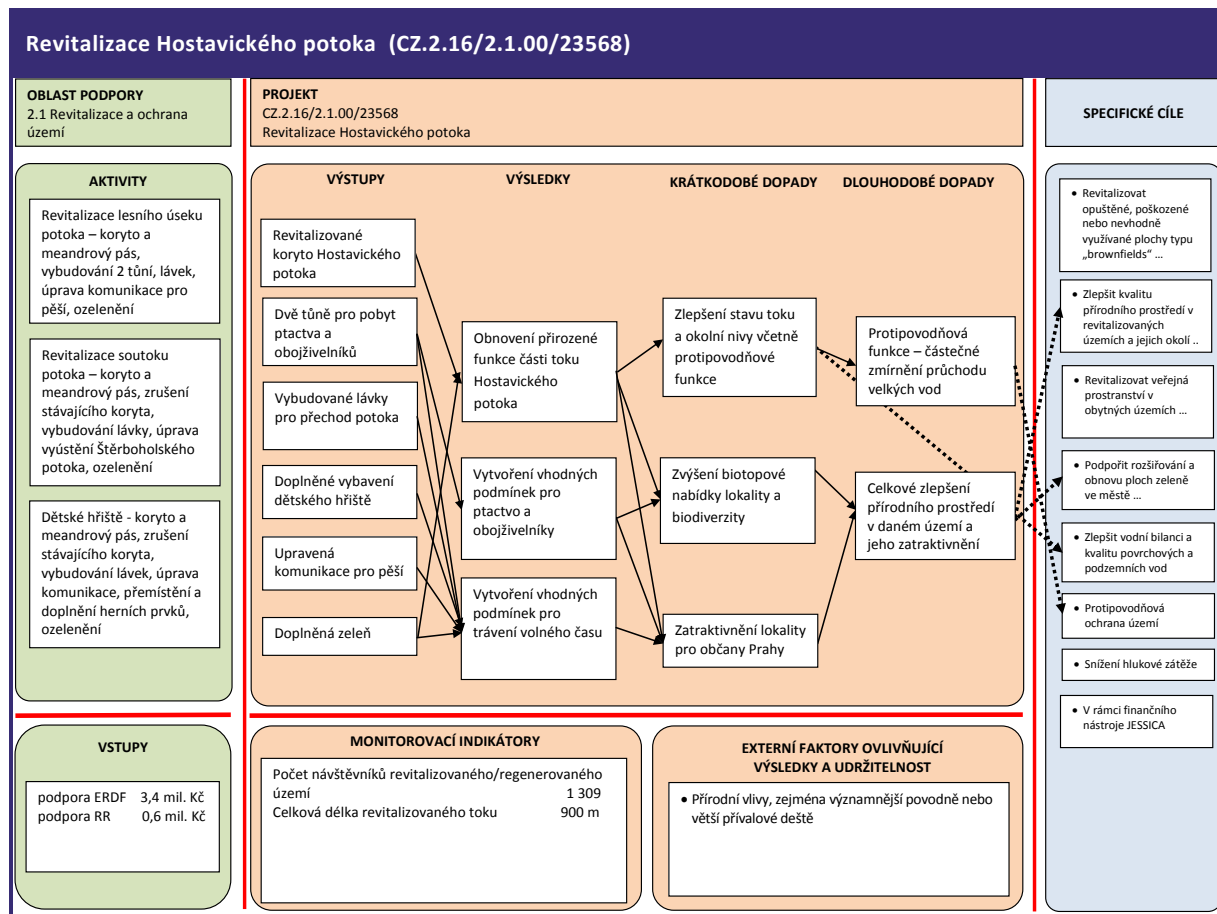 Revitalizace Hostavického potoka (CZ.2.16/2.1.00/23568)
OBLAST PODPORY
2.1 Revitalizace a ochrana
území
PROJEKT
CZ.2.16/2.1.00/23568
Revitalizace Hostavického potoka
SPECIFICKÉ CÍLE
AKTIVITY
Revitalizace lesního úseku
potoka – koryto a
meandrový pás,
vybudování 2 tůní, lávek,
úprava komunikace pro
pěší, ozelenění
Revitalizace soutoku
potoka – koryto a
meandrový pás, zrušení
stávajícího koryta,
vybudování lávky, úprava
vyústění Štěrboholského
potoka, ozelenění
Dětské hřiště - koryto a
meandrový pás, zrušení
stávajícího koryta,
vybudování lávek, úprava
komunikace, přemístění a
doplnění herních prvků,
ozelenění
VÝSTUPY
Revitalizované
koryto Hostavického
potoka
Dvě tůně pro pobyt
ptactva a
obojživelníků
Vybudované lávky
pro přechod potoka
Doplněné vybavení
dětského hřiště
Upravená
komunikace pro pěší
Doplněná zeleň
VÝSLEDKY
Obnovení přirozené
funkce části toku
Hostavického
potoka
Vytvoření vhodných
podmínek pro
ptactvo a
obojživelníky
Vytvoření vhodných
podmínek pro
trávení volného času
KRÁTKODOBÉ DOPADY
Zlepšení stavu toku
a okolní nivy včetně
protipovodňové
funkce
Zvýšení biotopové
nabídky lokality a
biodiverzity
Zatraktivnění lokality
pro občany Prahy
DLOUHODOBÉ DOPADY
Protipovodňová
funkce – částečné
zmírnění průchodu
velkých vod
Celkové zlepšení
přírodního prostředí
v daném území a
jeho zatraktivnění
• Revitalizovat
opuštěné, poškozené
nebo nevhodně
využívané plochy typu
„brownfields“ …
• Zlepšit kvalitu
přírodního prostředí v
revitalizovaných
územích a jejich okolí ..
• Revitalizovat veřejná
prostranství v
obytných územích …
• Podpořit rozšiřování a
obnovu ploch zeleně
ve městě …
• Zlepšit vodní bilanci a
kvalitu povrchových a
podzemních vod
• Protipovodňová
ochrana území
• Snížení hlukové zátěže
• V rámci finančního
nástroje JESSICA
VSTUPY
podpora ERDF 3,4 mil. Kč
podpora RR 0,6 mil. Kč
MONITOROVACÍ INDIKÁTORY
Počet návštěvníků revitalizovaného/regenerovaného
území 1 309
Celková délka revitalizovaného toku 900 m
EXTERNÍ FAKTORY OVLIVŇUJÍCÍ
VÝSLEDKY A UDRŽITELNOST
• Přírodní vlivy, zejména významnější povodně nebo
větší přívalové deště